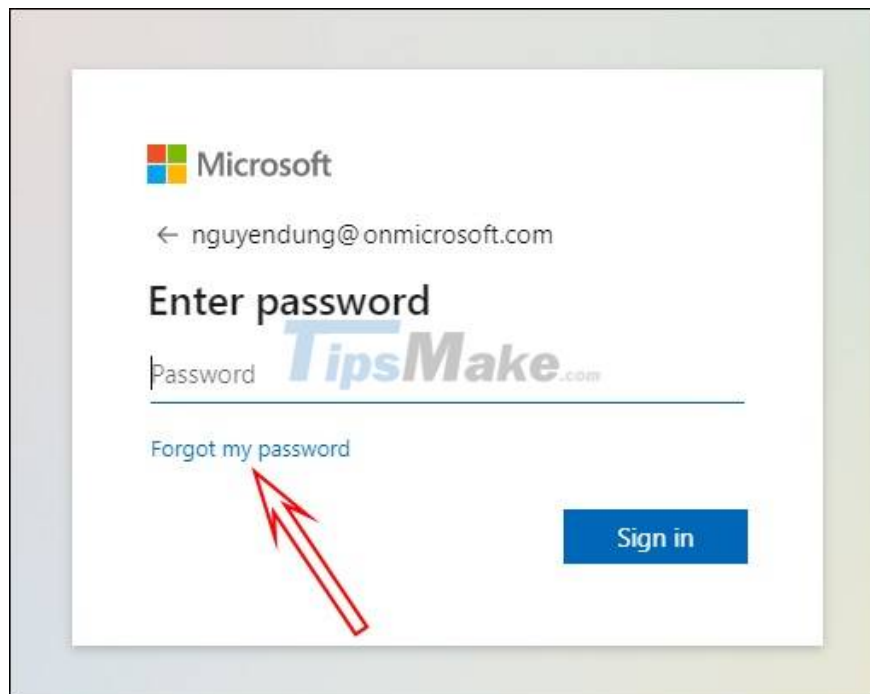 Microsoft
← nguyendung@onmicrosoft.com
Enter password
TipsMake.com
Password
Forgot my password
Sign in